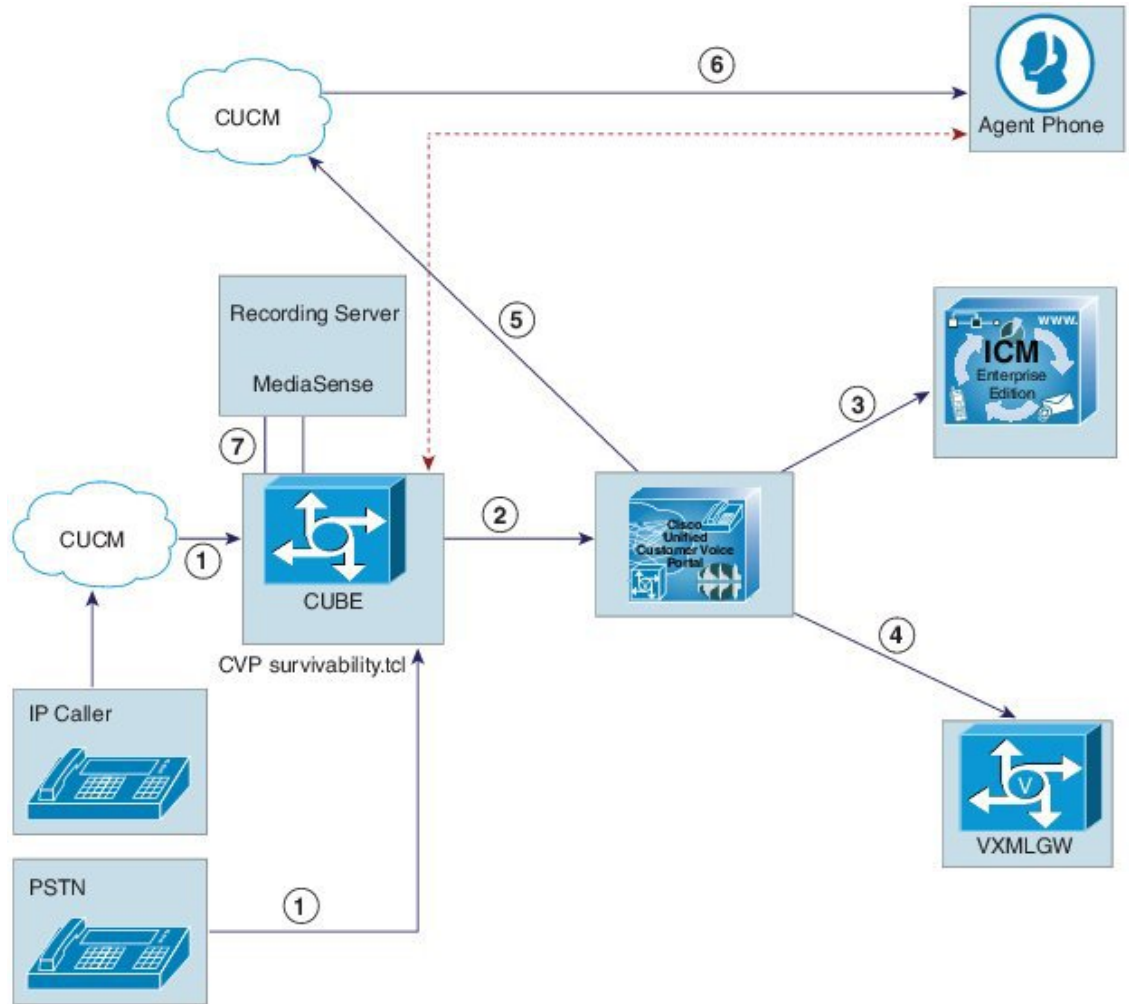 6
CUCM
Agent Phone
Recording Server
MediaSense
5
www.
ICM
Enterprise
Edition
3
7
CUCM
1
2
Cisco
Unified
Customer Voice
Portal
V
CUBE
CVP survivability.tcl
4
IP Caller
V
VXMLGW
PSTN
1